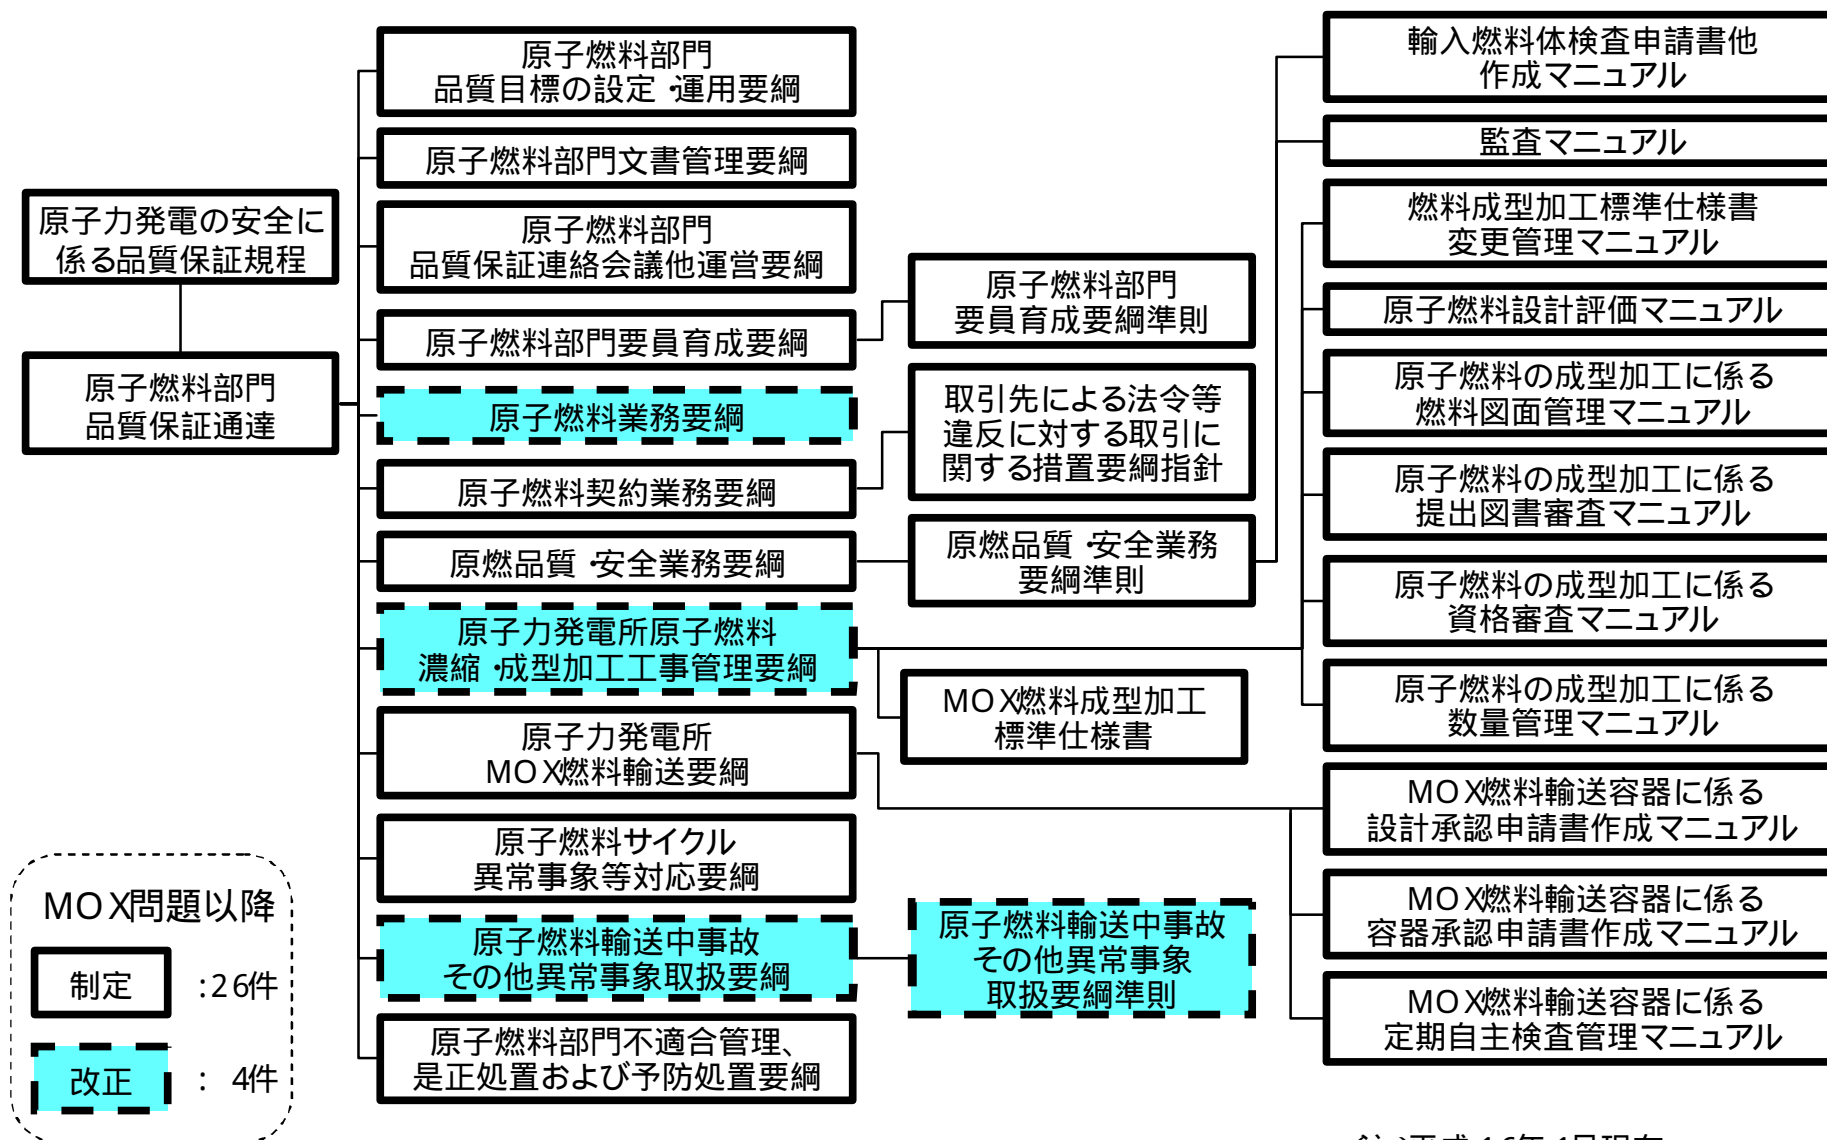 原子力発電の安全に
係る品質保証規程
原子燃料部門
品質保証通達
原子燃料部門
品質目標の設定・運用要綱
原子燃料部門文書管理要綱
原子燃料部門
品質保証連絡会議他運営要綱
原子燃料部門要員育成要綱
原子燃料業務要綱
原子燃料契約業務要綱
原燃品質・安全業務要綱
原子力発電所原子燃料
濃縮・成型加工工事管理要綱
原子力発電所
MOX燃料輸送要綱
原子燃料サイクル
異常事象等対応要綱
原子燃料輸送中事故
その他異常事象取扱要綱
原子燃料部門不適合管理、
是正処置および予防処置要綱
原子燃料部門
要員育成要綱準則
取引先による法令等
違反に対する取引に
関する措置要綱指針
原燃品質・安全業務
要綱準則
MOX燃料成型加工
標準仕様書
原子燃料輸送中事故
その他異常事象
取扱要綱準則
輸入燃料体検査申請書他
作成マニュアル
監査マニュアル
燃料成型加工標準仕様書
変更管理マニュアル
原子燃料設計評価マニュアル
原子燃料の成型加工に係る
燃料図面管理マニュアル
原子燃料の成型加工に係る
提出図書審査マニュアル
原子燃料の成型加工に係る
資格審査マニュアル
原子燃料の成型加工に係る
数量管理マニュアル
MOX燃料輸送容器に係る
設計承認申請書作成マニュアル
MOX燃料輸送容器に係る
容器承認申請書作成マニュアル
MOX燃料輸送容器に係る
定期自主検査管理マニュアル
MOX問題以降
制定 :26件
改正 : 4件